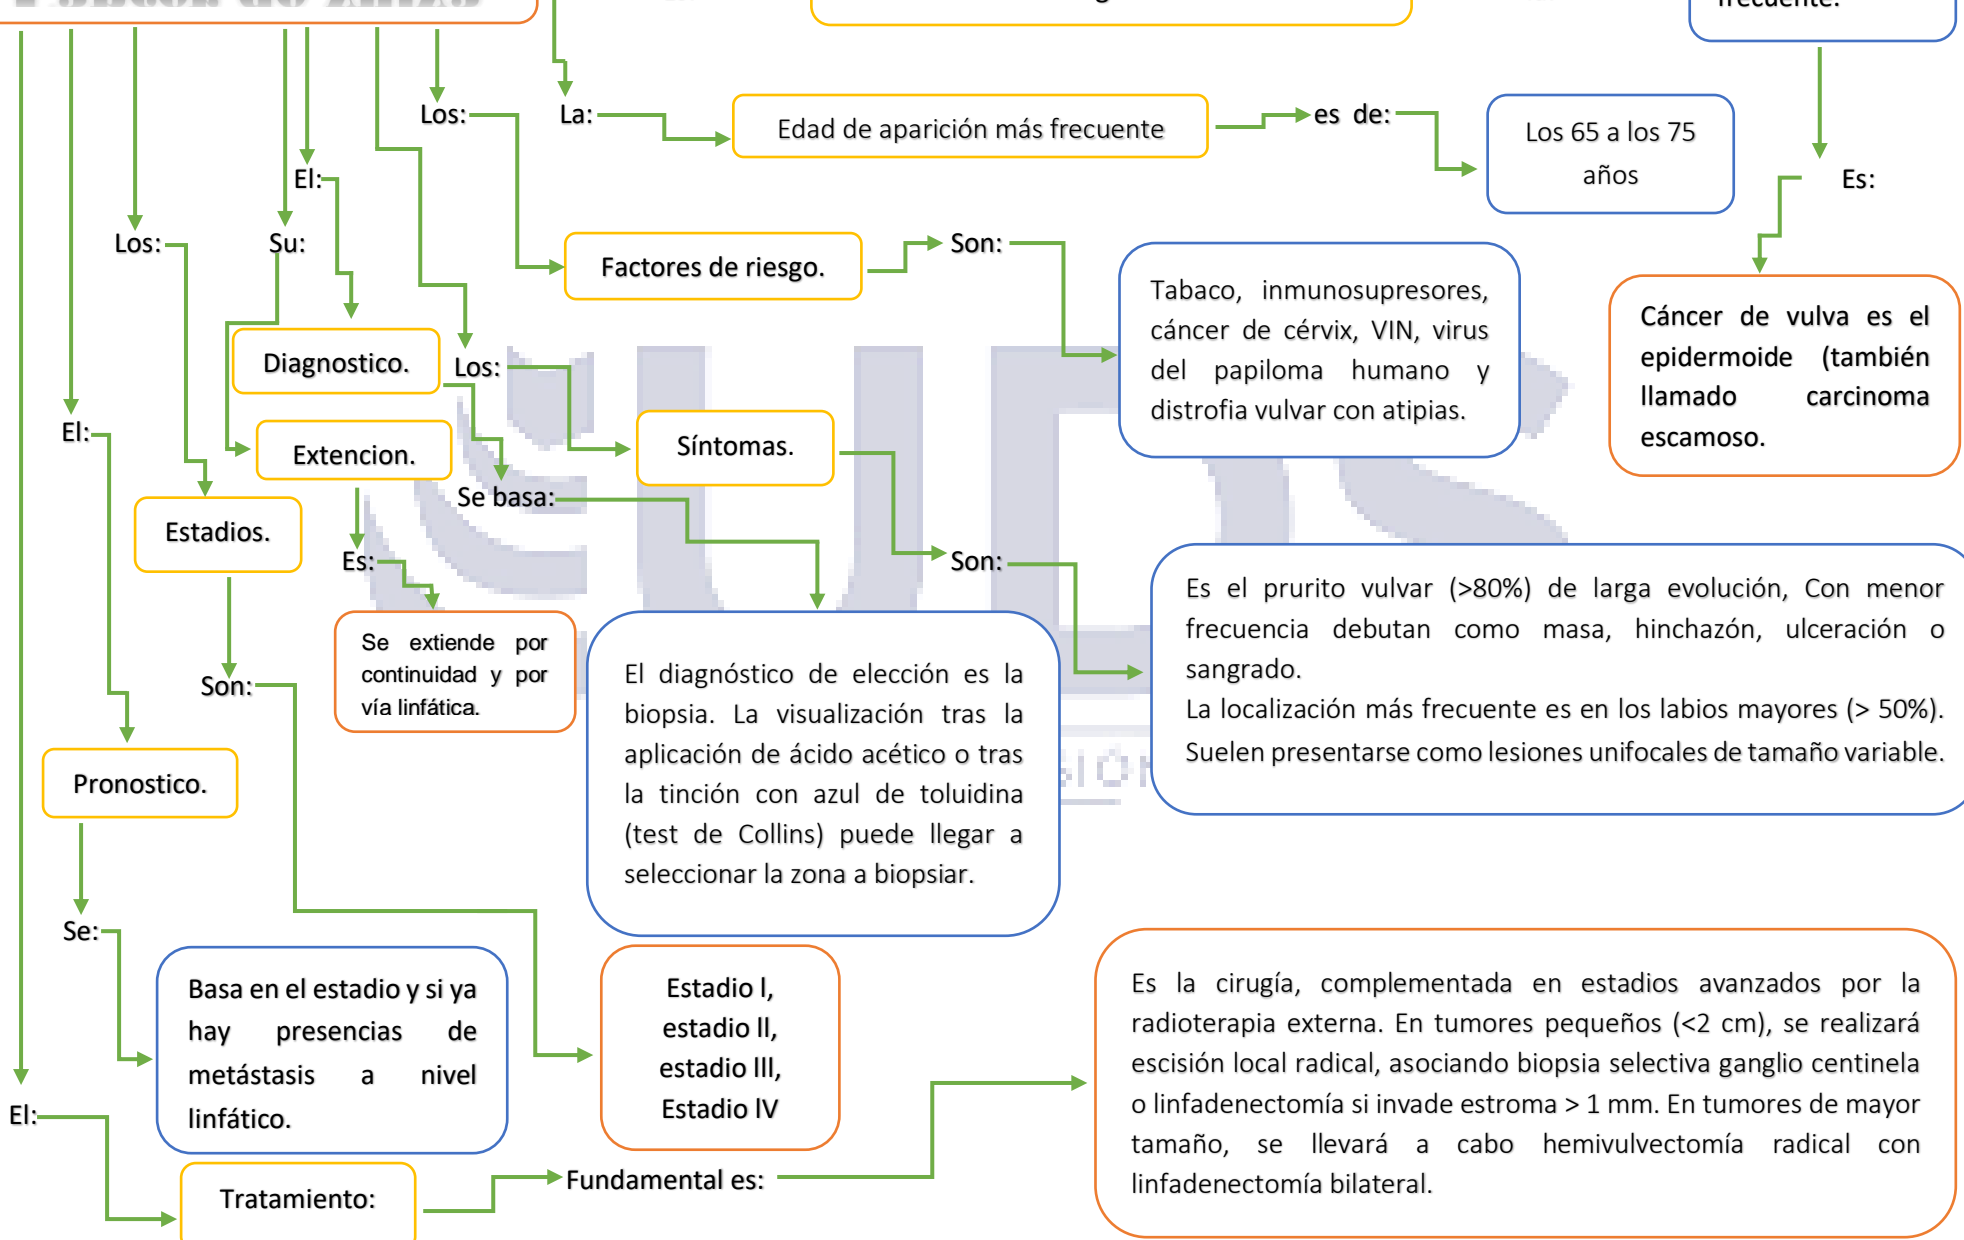 frecuente.
Los:
La:
Edad de aparición más frecuente
es de:
Los 65 a los 75
años
El:
Es:
Los:
Su:
Factores de riesgo.
Son:
Tabaco, inmunosupresores,
cáncer de cérvix, VIN, virus
del papiloma humano y
distrofia vulvar con atipias.
Cáncer de vulva es el
epidermoide (también
llamado carcinoma
escamoso.
Diagnostico.
Los:
El:
Extencion.
Síntomas.
Se basa:
Estadios.
Es:
Son:
Se extiende por
continuidad y por
vía linfática.
El diagnóstico de elección es la
biopsia. La visualización tras la
aplicación de ácido acético o tras
la tinción con azul de toluidina
(test de Collins) puede llegar a
seleccionar la zona a biopsiar.
Es el prurito vulvar (>80%) de larga evolución, Con menor
frecuencia debutan como masa, hinchazón, ulceración o
sangrado.
La localización más frecuente es en los labios mayores (> 50%).
Suelen presentarse como lesiones unifocales de tamaño variable.
Son:
Pronostico.
Se:
Basa en el estadio y si ya
hay presencias de
metástasis a nivel
linfático.
Estadio I,
estadio II,
estadio III,
Estadio IV
Es la cirugía, complementada en estadios avanzados por la
radioterapia externa. En tumores pequeños (<2 cm), se realizará
escisión local radical, asociando biopsia selectiva ganglio centinela
o linfadenectomía si invade estroma > 1 mm. En tumores de mayor
tamaño, se llevará a cabo hemivulvectomía radical con
linfadenectomía bilateral.
El:
Tratamiento:
Fundamental es: